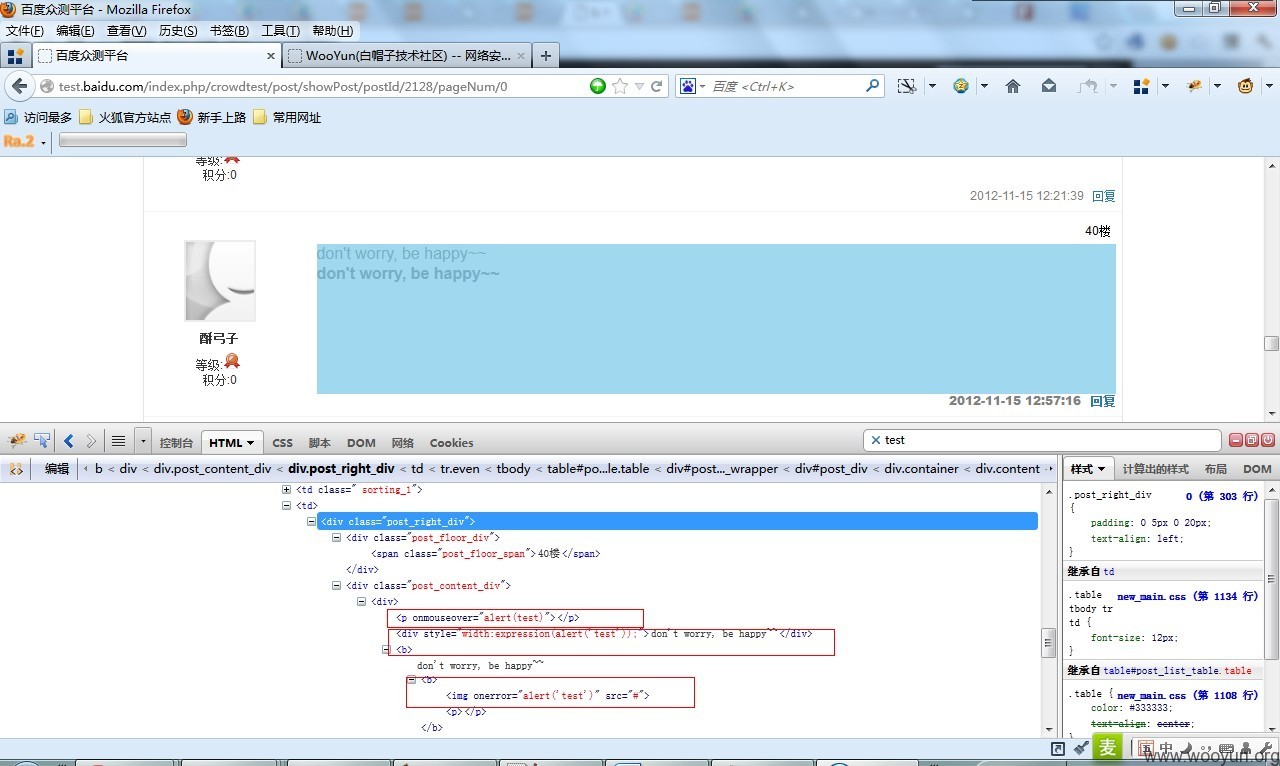 百度众测平台 - Mozilla Firefox
文件(F) 编辑(E) 查看(V) 历史(S) 书签(B) 工具(T) 帮助(H)
百度众测平台 × WooYun(白帽子技术社区) -- 网络安... × +
test.baidu.com/index.php/crowdtest/post/showPost/postId/2128/pageNum/0 百度 <Ctrl+K>
访问最多 火狐官方站点 新手上路 常用网址
Ra.2
等级:
积分:0
2012-11-15 12:21:39 回复
40楼
don't worry, be happy~~
don't worry, be happy~~
酹弓子
等级:
积分:0
2012-11-15 12:57:16 回复
控制台 HTML CSS 脚本 DOM 网络 Cookies test
编辑 b < div < div.post_content_div < div.post_right_div < td < tr.even < tbody < table#po...le.table < div#post..._wrapper < div#post_div < div.container < div.content
样式 计算出的样式 布局 DOM
<td class=" sorting_1">
<td>
<div class="post_right_div">
<div class="post_floor_div">
<span class="post_floor_span">40楼</span>
</div>
<div class="post_content_div">
<div>
<p onmouseover="alert(test)"></p>
<div style="width:expression(alert('test'));">don't worry, be happy~~</div>
<b>
don't worry, be happy~~
<b>
<img onerror="alert('test')" src="#">
<p></p>
</b>
.post_right_div 0 (第 303 行)
{
padding: 0 5px 0 20px;
text-align: left;
}
继承自 td
.table new_main.css (第 1134 行)
tbody tr
td {
font-size: 12px;
}
继承自 table#post_list_table.table
.table { new_main.css (第 1108 行)
color: #333333;
text-align: center;
}
麦 中
www.wooyun.org